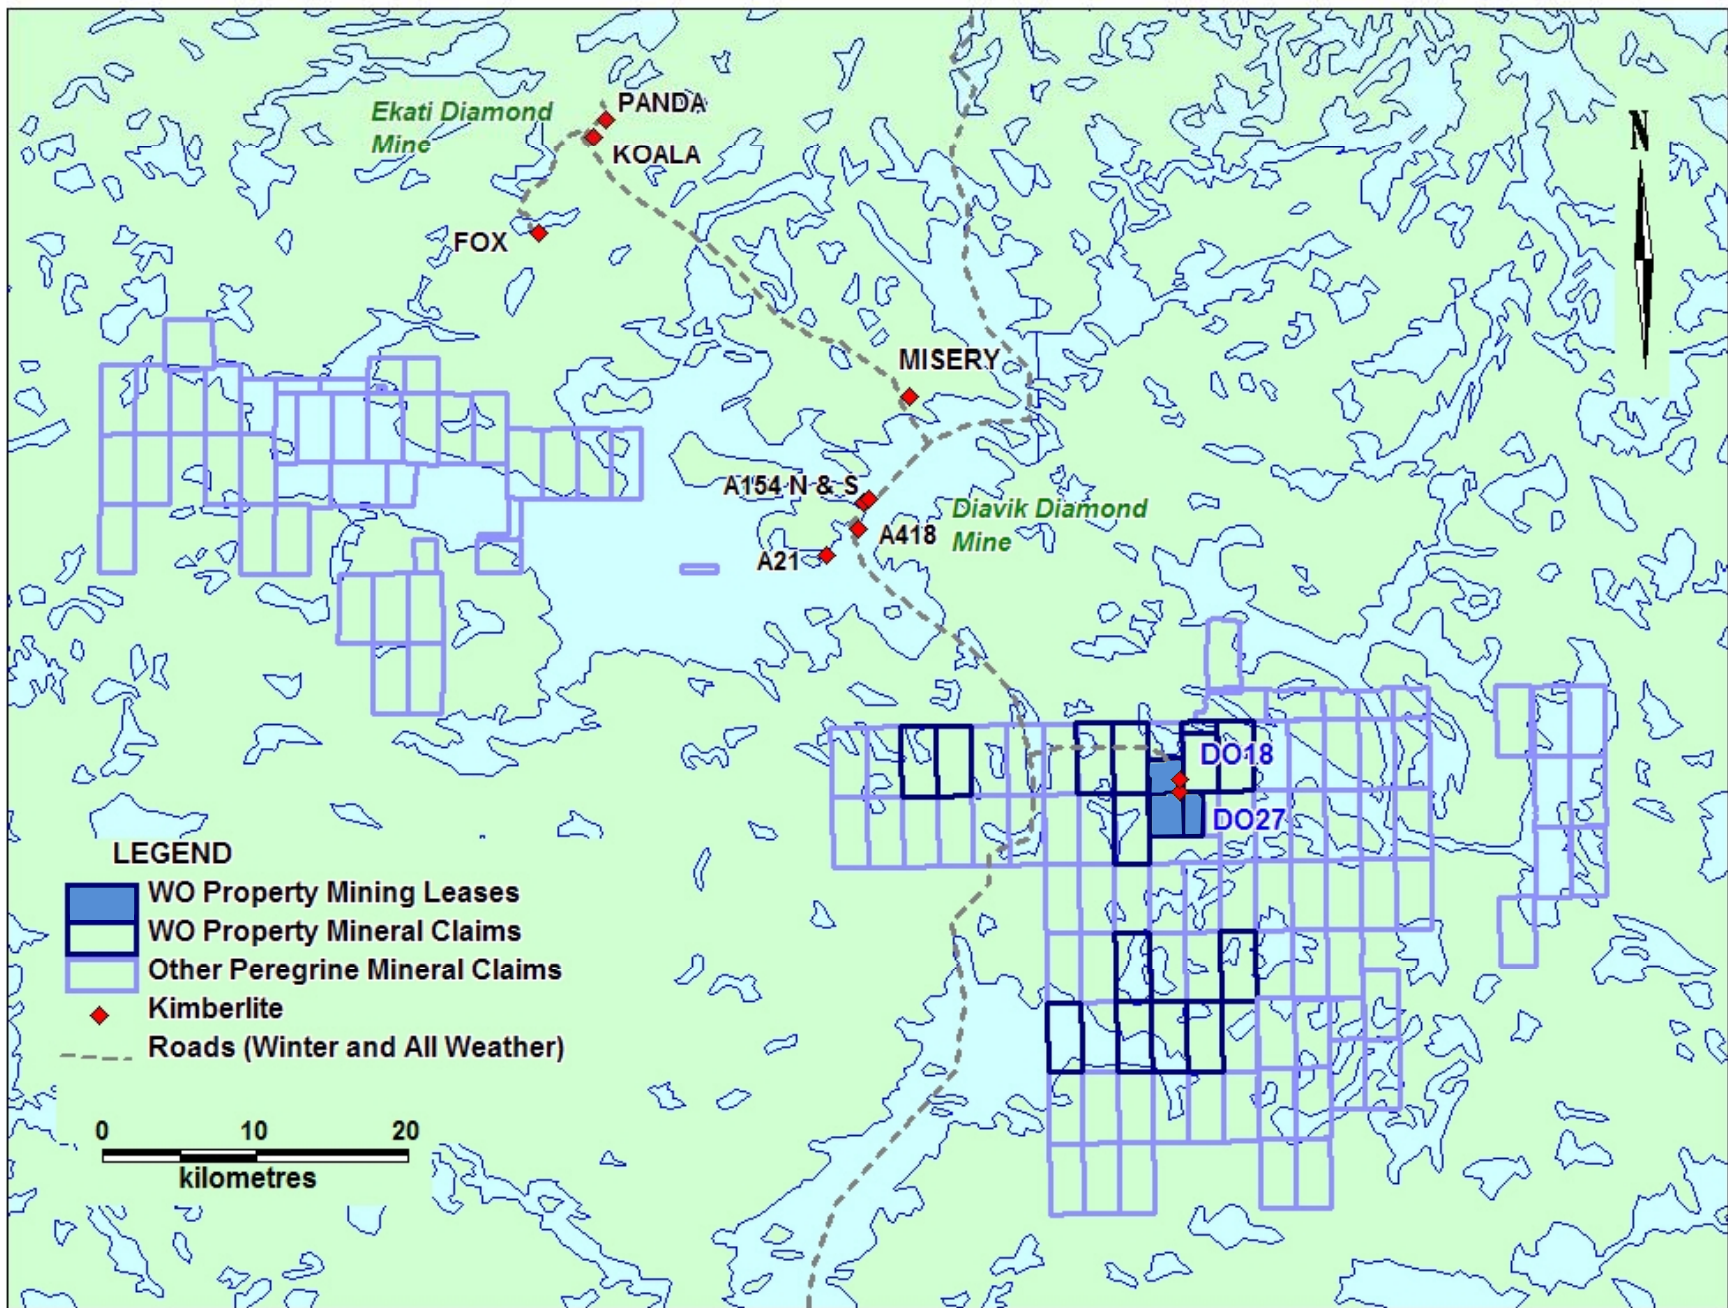 PANDA
Ekati Diamond
Mine
KOALA
N
FOX
MISERY
A154 N & S
Diavik Diamond
Mine
A418
A21
DO18
DO27
LEGEND
WO Property Mining Leases
WO Property Mineral Claims
Other Peregrine Mineral Claims
Kimberlite
Roads (Winter and All Weather)
0 10 20
kilometres